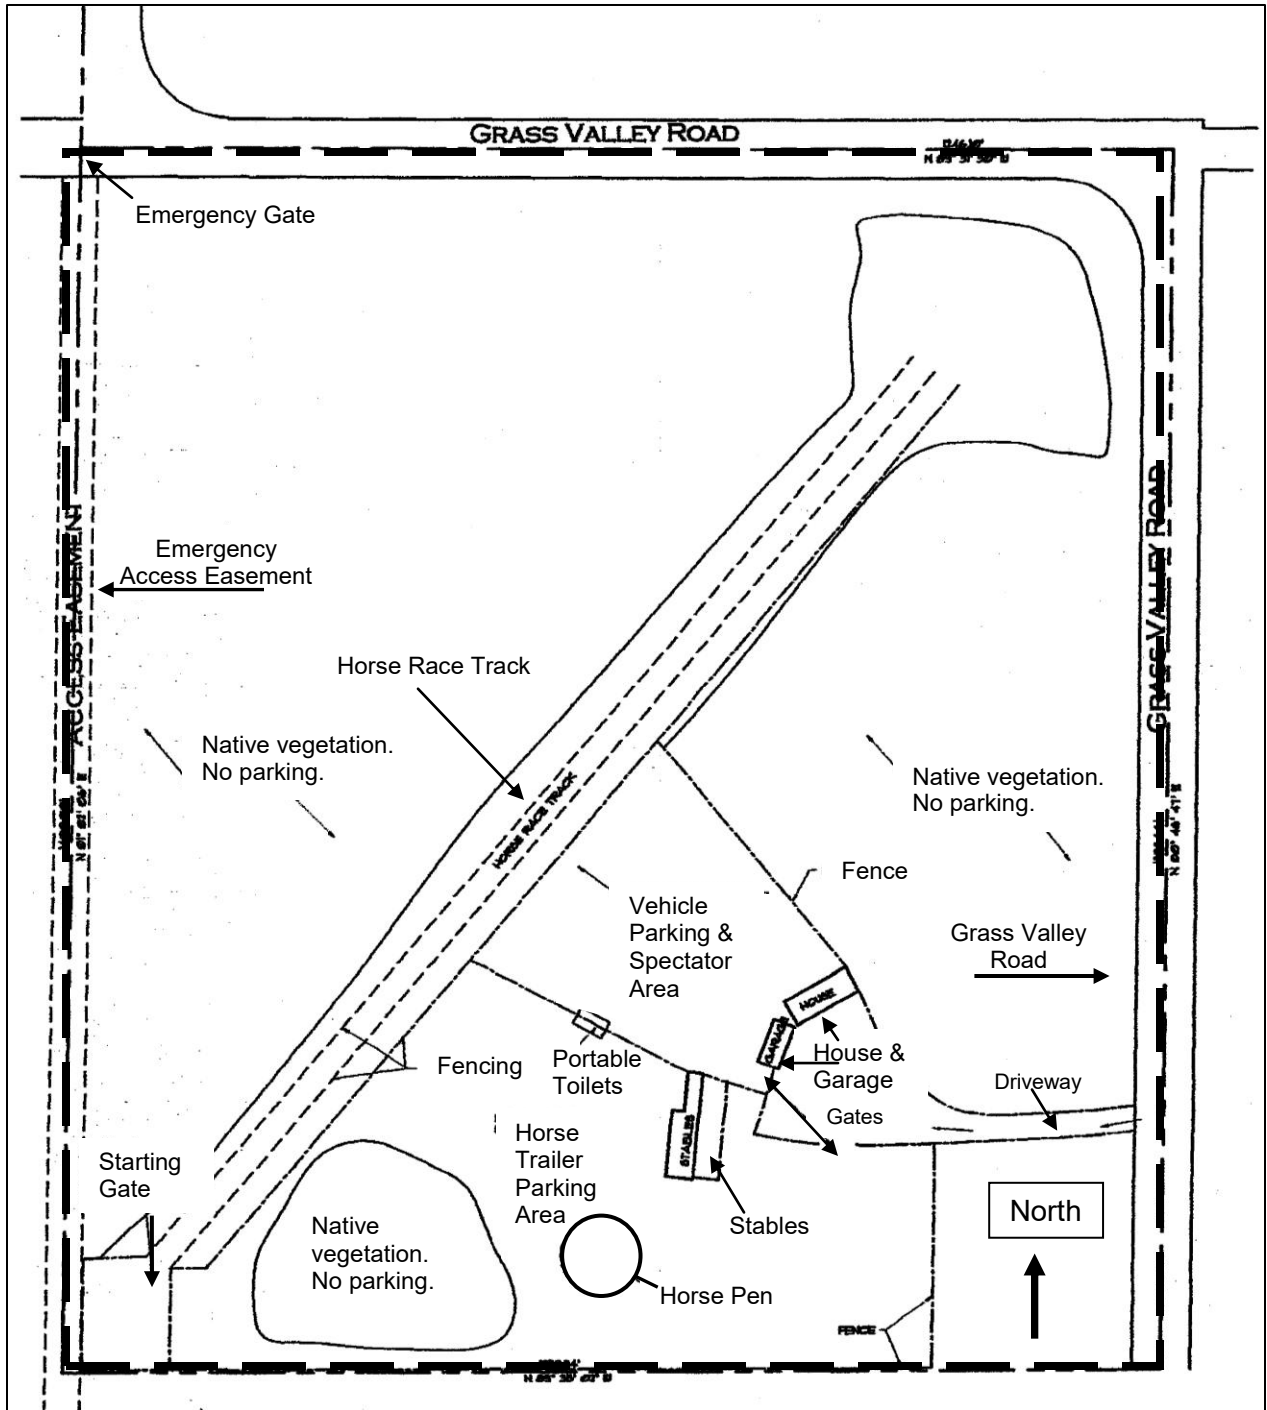 GRASS VALLEY ROAD
Emergency Gate
GRASS VALLEY ROAD
ACCESS EASEMENT
Emergency
Access Easement
Horse Race Track
Native vegetation.
No parking.
HORSE RACE TRACK
Native vegetation.
No parking.
Fence
Vehicle
Parking &
Spectator
Area
Grass Valley
Road
HOUSE
GARAGE
House &
Garage
Fencing
Portable
Toilets
Driveway
Gates
STABLES
Horse
Trailer
Parking
Area
Starting
Gate
Native
vegetation.
No parking.
Stables
North
Horse Pen
FENCE